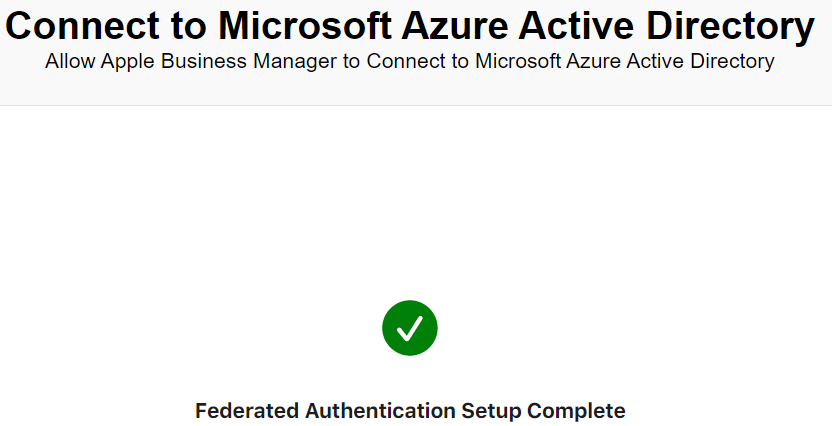 Connect to Microsoft Azure Active Directory
Allow Apple Business Manager to Connect to Microsoft Azure Active Directory
Federated Authentication Setup Complete